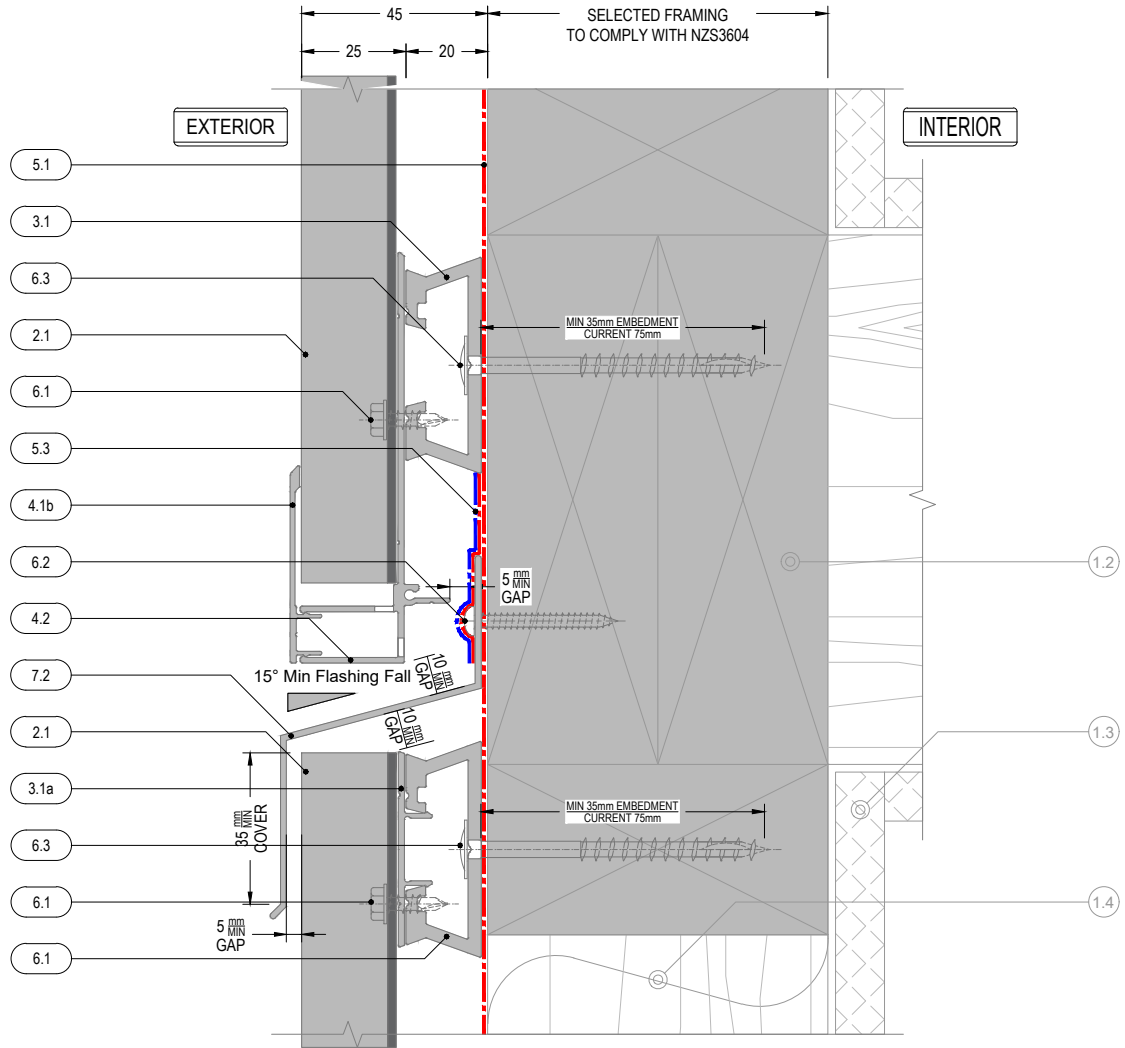 45
SELECTED FRAMING
TO COMPLY WITH NZS3604
25
20
EXTERIOR
INTERIOR
5.1
3.1
6.3
MIN 35mm EMBEDMENT
CURRENT 75mm
2.1
6.1
5.3
4.1b
6.2
5 mm MIN
GAP
1.2
4.2
15° Min Flashing Fall
10 mm MIN
GAP
7.2
10 mm MIN
GAP
2.1
1.3
3.1a
35 mm MIN
COVER
MIN 35mm EMBEDMENT
CURRENT 75mm
6.3
6.1
1.4
5 mm MIN
GAP
6.1